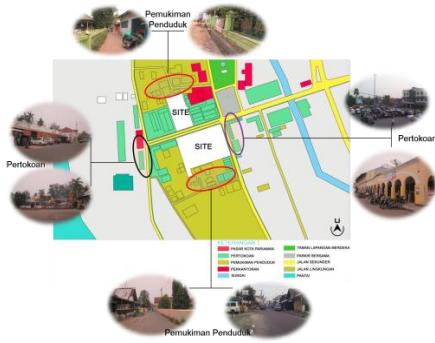 Pemukiman
Penduduk
SITE
SITE
Pertokoan
Pertokoan
U
KETERANGAN :
PASAR KOTA PARIAMAN
PERTOKOAN
PEMUKIMAN PENDUDUK
PERKANTORAN
SUNGAI
TAMAN LAPANGAN MERDEKA
PARKIR BERSAMA
JALAN SEKUNDER
JALAN LINGKUNGAN
PANTAI
Pemukiman Penduduk